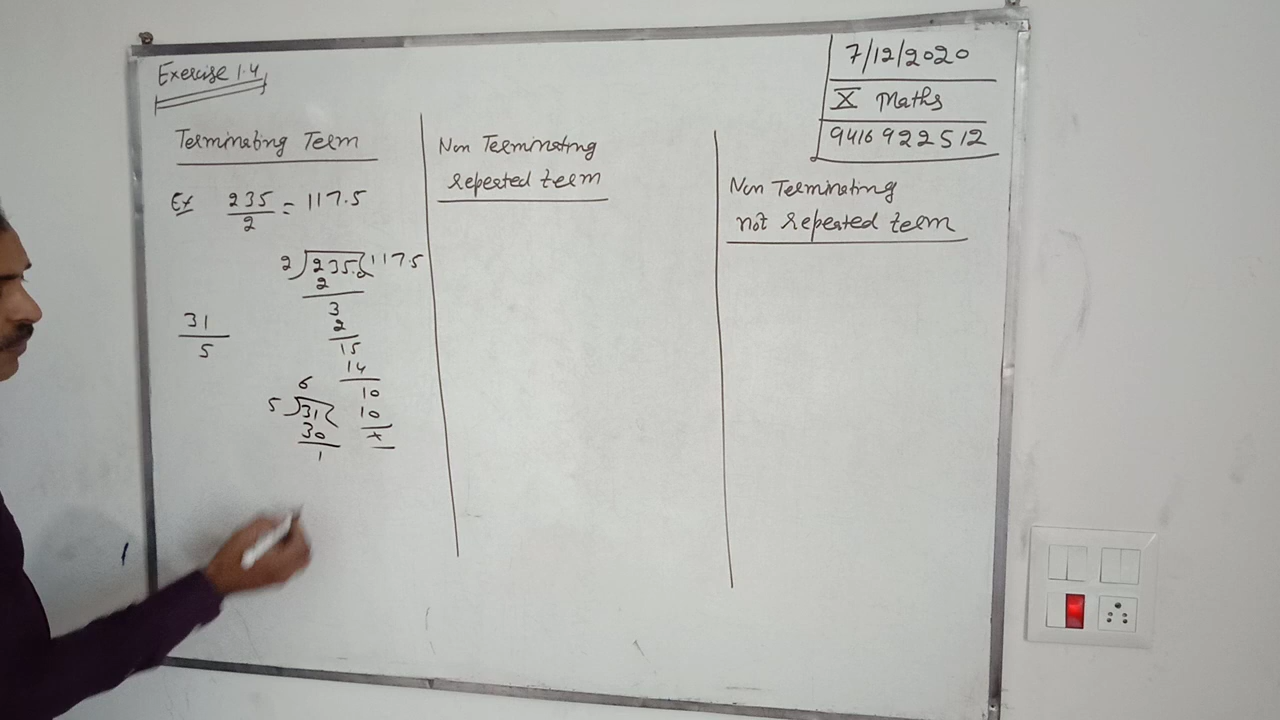 Exercise 1.4
7/12/2020
X Maths
9416922512
Terminating Term
Ex 235/2 = 117.5
2)235.(117.5
2
3
2
15
14
10
10
×
31/5
6
5)31(
30
1
Non Terminating
repeated term
Non Terminating
not repeated term